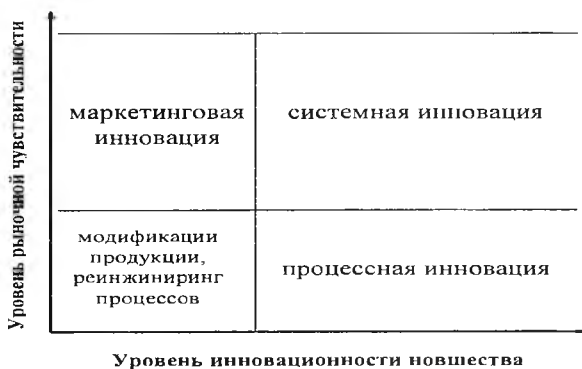 Уровень рыночной чувствительности
маркетинговая
инновация
системная инновация
модификации
продукции,
реинжиниринг
процессов
процессная инновация
Уровень инновационности новшества